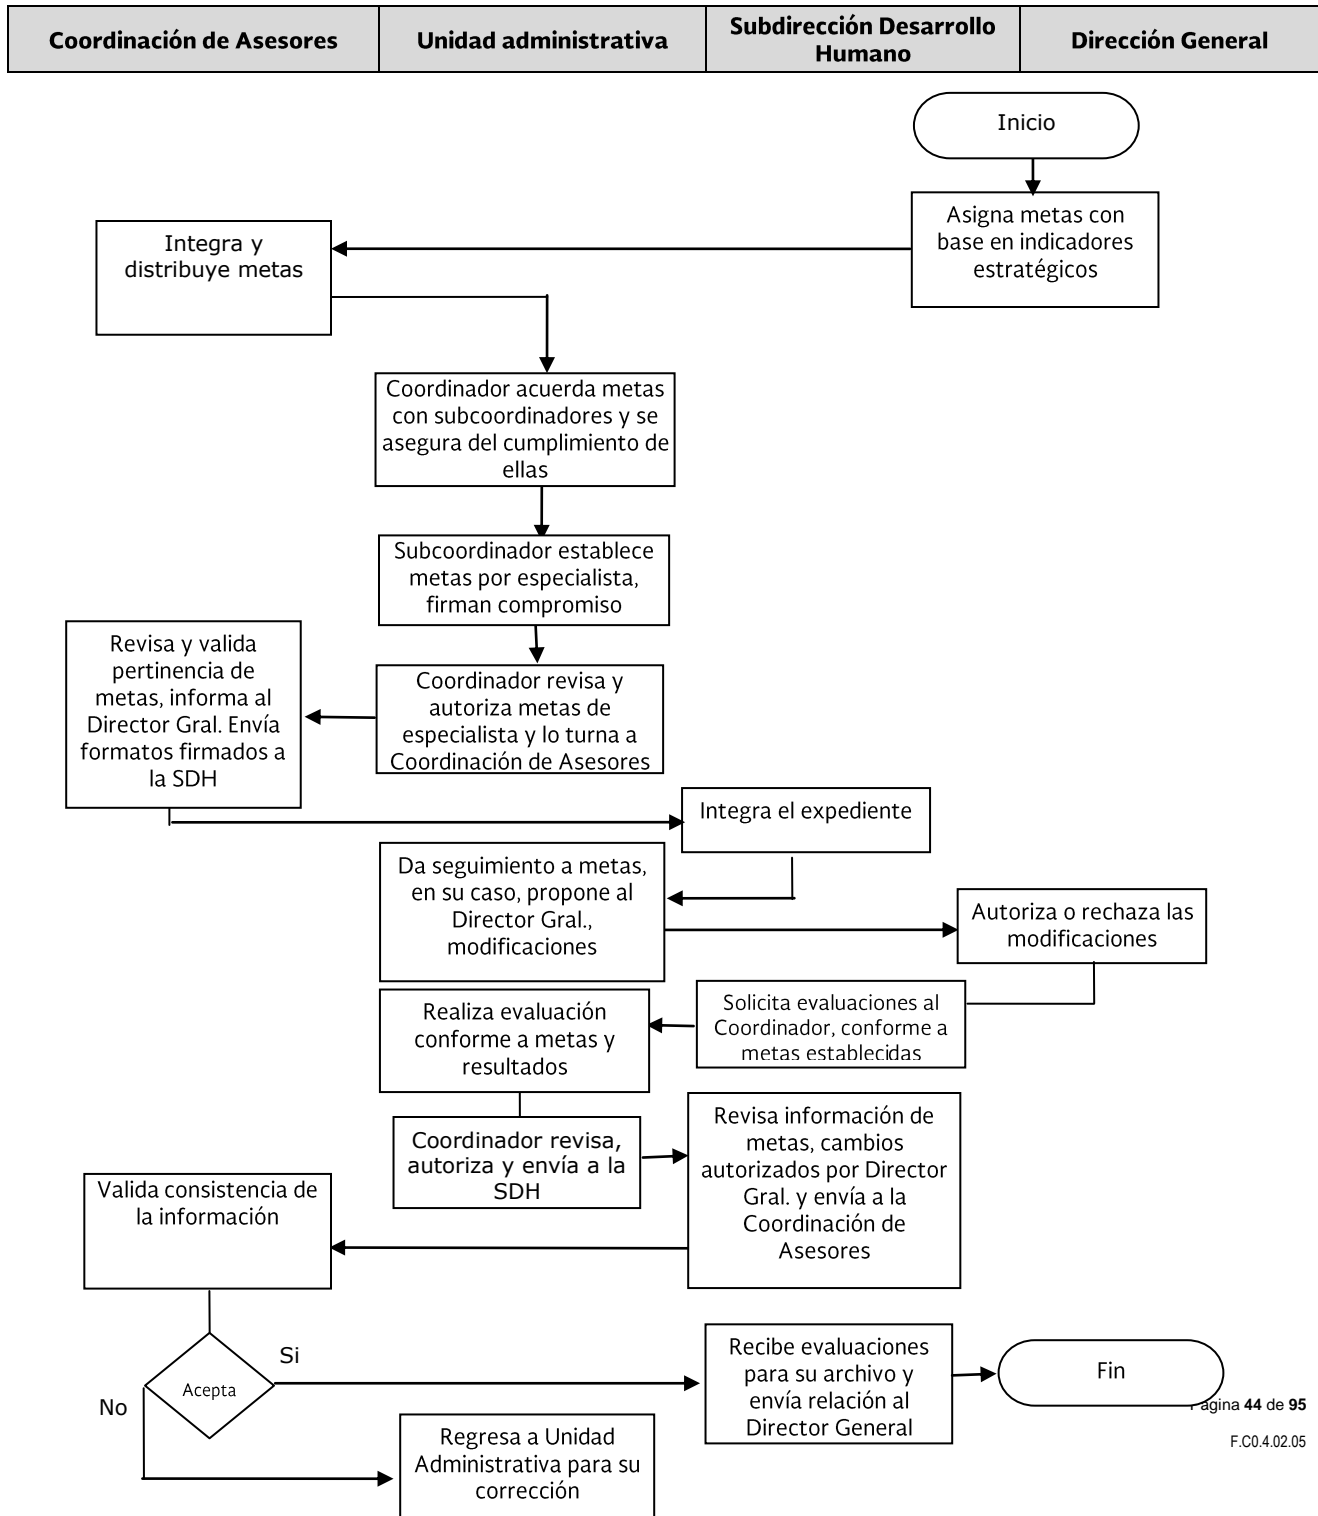 Coordinación de Asesores
Unidad administrativa
Subdirección Desarrollo
Humano
Dirección General
Inicio
Asigna metas con
base en indicadores
estratégicos
Integra y
distribuye metas
Coordinador acuerda metas
con subcoordinadores y se
asegura del cumplimiento de
ellas
Subcoordinador establece
metas por especialista,
firman compromiso
Coordinador revisa y
autoriza metas de
especialista y lo turna a
Coordinación de Asesores
Revisa y valida
pertinencia de
metas, informa al
Director Gral. Envía
formatos firmados a
la SDH
Integra el expediente
Da seguimiento a metas,
en su caso, propone al
Director Gral.,
modificaciones
Autoriza o rechaza las
modificaciones
Solicita evaluaciones al
Coordinador, conforme a
metas establecidas
Realiza evaluación
conforme a metas y
resultados
Coordinador revisa,
autoriza y envía a la
SDH
Revisa información de
metas, cambios
autorizados por Director
Gral. y envía a la
Coordinación de
Asesores
Valida consistencia de
la información
Acepta
Si
No
Recibe evaluaciones
para su archivo y
envía relación al
Director General
Fin
Regresa a Unidad
Administrativa para su
corrección
Página 44 de 95
F.C0.4.02.05